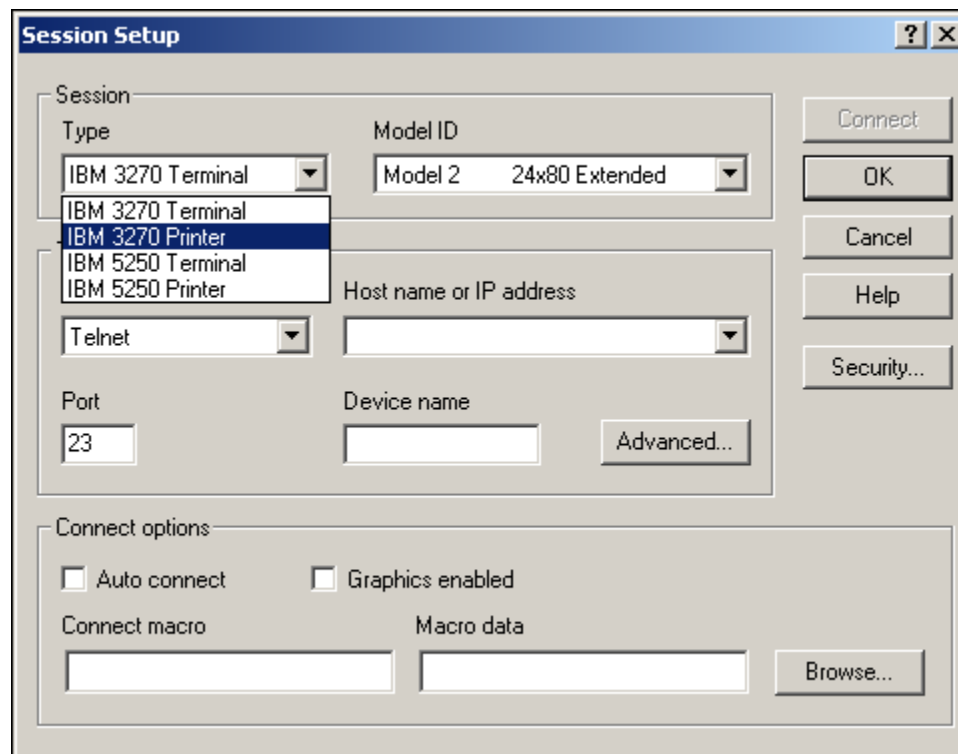 Session Setup
Session
Type
Model ID
Connect
IBM 3270 Terminal
Model 2 24x80 Extended
OK
IBM 3270 Terminal
IBM 3270 Printer
IBM 5250 Terminal
IBM 5250 Printer
Cancel
Host name or IP address
Help
Telnet
Security...
Port
Device name
23
Advanced...
Connect options
Auto connect
Graphics enabled
Connect macro
Macro data
Browse...